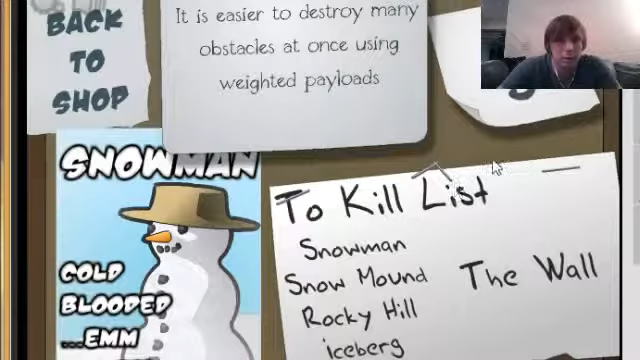 BACK
TO
SHOP
It is easier to destroy many
obstacles at once using
weighted payloads
SNOWMAN
COLD
BLOODED
...EMM
To Kill List
Snowman
Snow Mound
Rocky Hill
iceberg
The Wall